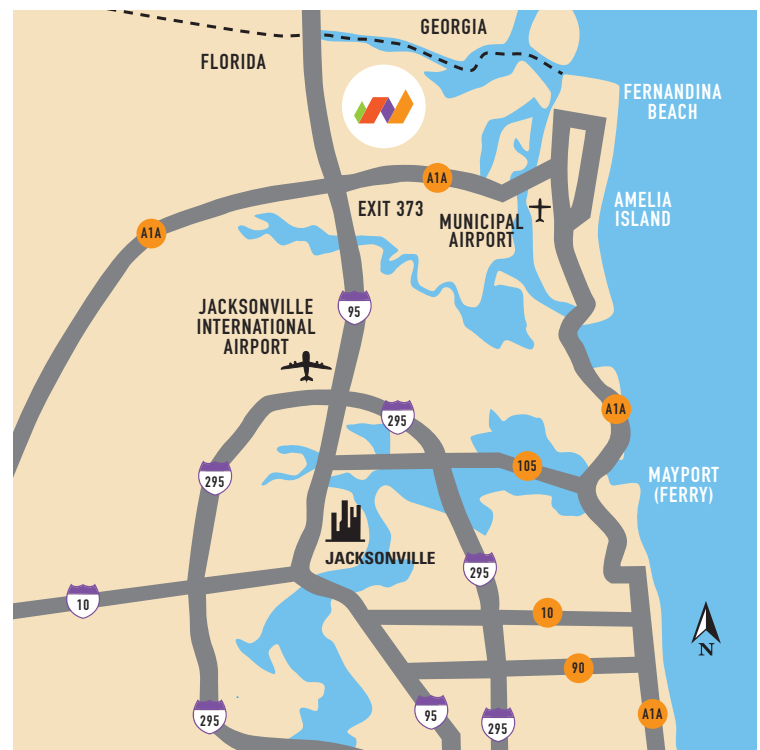 GEORGIA
FLORIDA
FERNANDINA
BEACH
A1A
EXIT 373
MUNICIPAL
AIRPORT
AMELIA
ISLAND
A1A
95
JACKSONVILLE
INTERNATIONAL
AIRPORT
295
A1A
295
105
MAYPORT
(FERRY)
JACKSONVILLE
295
10
10
N
90
295
95
295
A1A